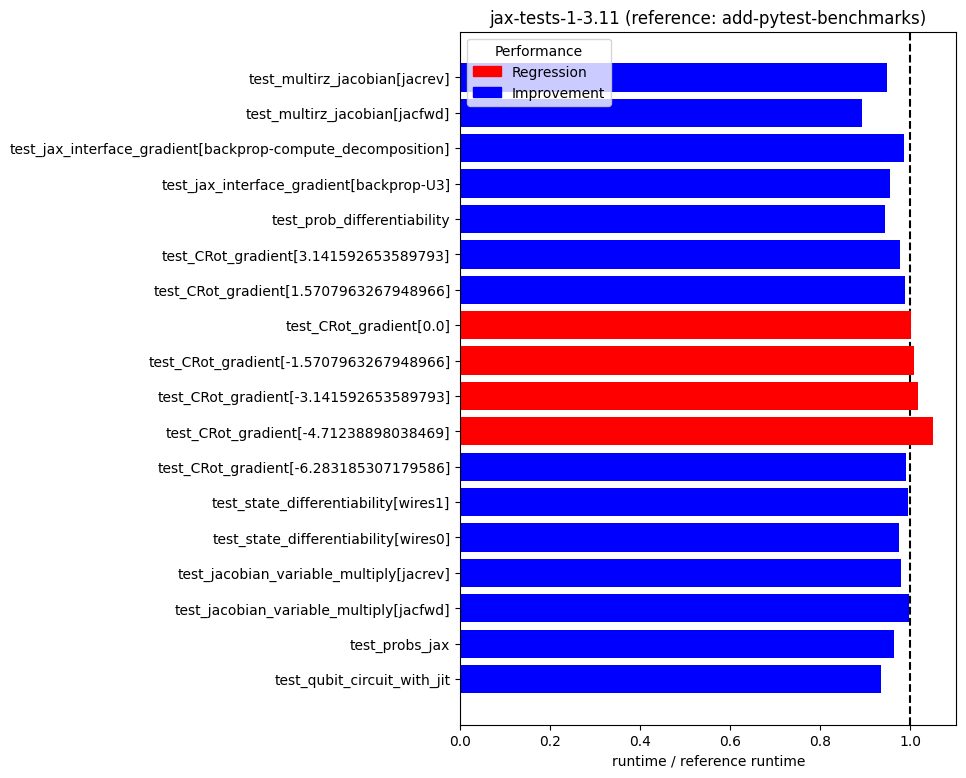 jax-tests-1-3.11 (reference: add-pytest-benchmarks)
Performance
Regression
Improvement
test_multirz_jacobian[jacrev]
test_multirz_jacobian[jacfwd]
test_jax_interface_gradient[backprop-compute_decomposition]
test_jax_interface_gradient[backprop-U3]
test_prob_differentiability
test_CRot_gradient[3.141592653589793]
test_CRot_gradient[1.5707963267948966]
test_CRot_gradient[0.0]
test_CRot_gradient[-1.5707963267948966]
test_CRot_gradient[-3.141592653589793]
test_CRot_gradient[-4.71238898038469]
test_CRot_gradient[-6.283185307179586]
test_state_differentiability[wires1]
test_state_differentiability[wires0]
test_jacobian_variable_multiply[jacrev]
test_jacobian_variable_multiply[jacfwd]
test_probs_jax
test_qubit_circuit_with_jit
0.0 0.2 0.4 0.6 0.8 1.0
runtime / reference runtime